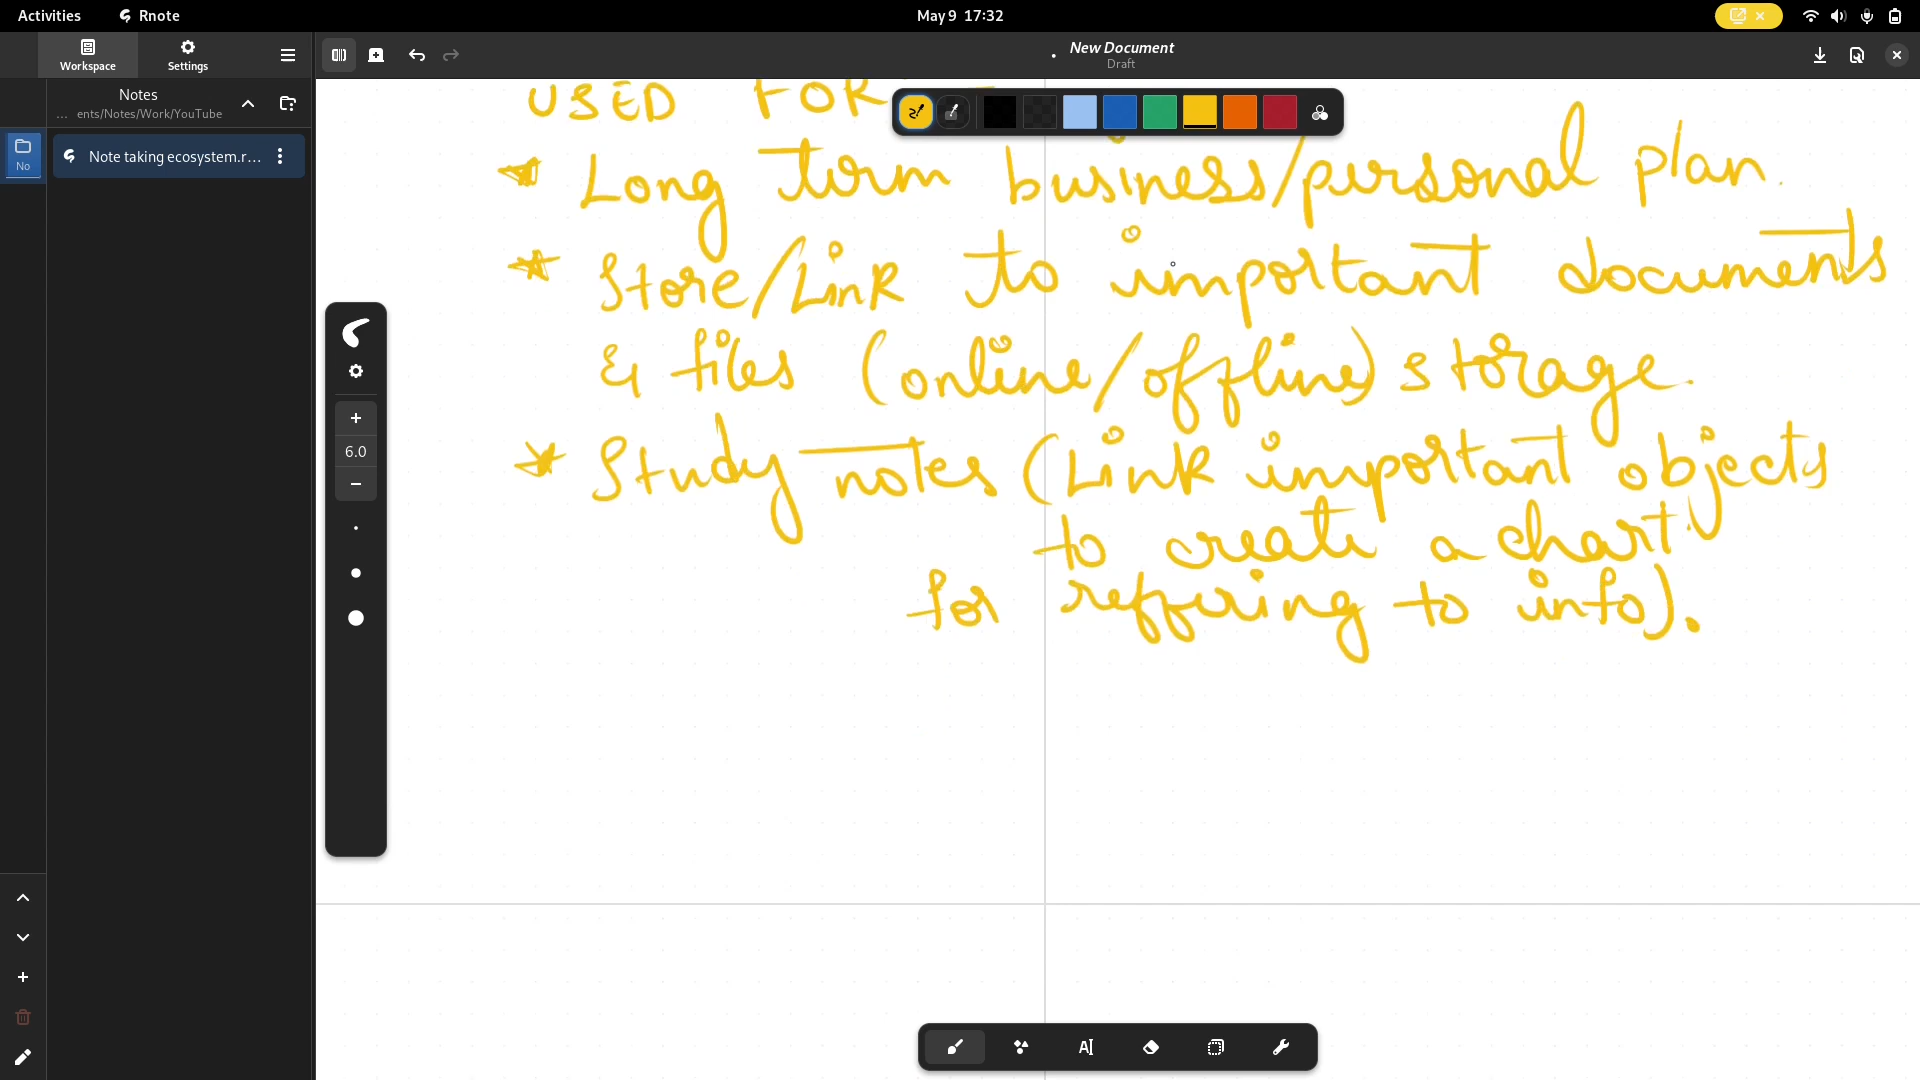 Activities Rnote May 9 17:32
Workspace Settings New Document
Draft
Notes
... ents/Notes/Work/YouTube
No Note taking ecosystem.r...
6.0
USED FOR
* Long term business/personal plan.
* Store/Link to important documents
& files (online/offline) storage.
* Study notes (Link important objects
to create a chart
for reffering to info).